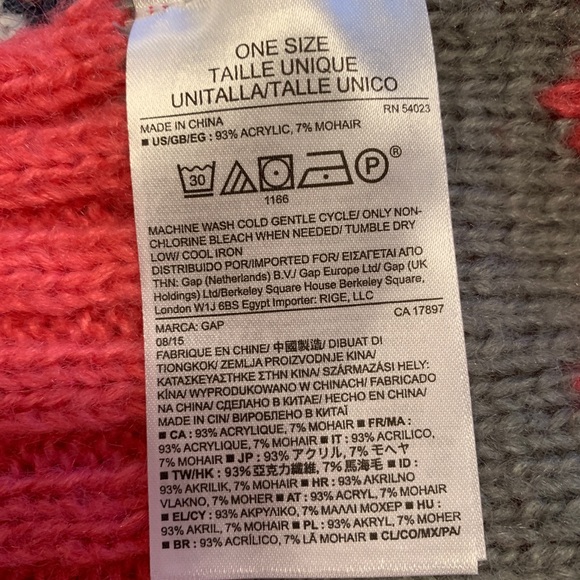 ONE SIZE
TAILLE UNIQUE
UNITALLA/TALLE UNICO
RN 54023
MADE IN CHINA
■ US/GB/EG : 93% ACRYLIC, 7% MOHAIR
30 P ®
1166
MACHINE WASH COLD GENTLE CYCLE/ ONLY NON-
CHLORINE BLEACH WHEN NEEDED/ TUMBLE DRY
LOW/ COOL IRON
DISTRIBUIDO POR/IMPORTED FOR/ ΕΙΣΑΓΕΤΑΙ ΑΠΟ
ΤΗΝ: Gap (Netherlands) B.V./ Gap Europe Ltd/ Gap (UK
Holdings) Ltd/Berkeley Square House Berkeley Square,
London W1J 6BS Egypt Importer: RIGE, LLC
MARCA: GAP CA 17897
08/15
FABRIQUE EN CHINE/ 中國製造/ DIBUAT DI
TIONGKOK/ ZEMLJA PROIZVODNJE KINA/
ΚΑΤΑΣΚΕΥΑΣΤΗΚΕ ΣΤΗΝ ΚΙΝΑ/ SZÁRMAZÁSI HELY:
KÍNA/ WYPRODUKOWANO W CHINACH/ FABRICADO
NA CHINA/ СДЕЛАНО В КИТАЕ/ HECHO EN CHINA/
MADE IN CIN/ ВИРОБЛЕНО В КИТАЇ
■ CA : 93% ACRYLIQUE, 7% MOHAIR ■ FR/MA :
93% ACRYLIQUE, 7% MOHAIR ■ IT : 93% ACRILICO,
7% MOHAIR ■ JP : 93% アクリル, 7% モヘヤ
■ TW/HK : 93%亞克力纖維, 7% 馬海毛 ■ ID :
93% AKRILIK, 7% MOHAIR ■ HR : 93% AKRILNO
VLAKNO, 7% MOHER ■ AT : 93% ACRYL, 7% MOHAIR
■ EL/CY : 93% ΑΚΡΥΛΙΚΟ, 7% ΜΑΛΛΙ ΜΟΧΕΡ ■ HU :
93% AKRIL, 7% MOHAIR ■ PL : 93% AKRYL, 7% MOHER
■ BR : 93% ACRÍLICO, 7% MOHAIR ■ CL/CO/MX/PA/